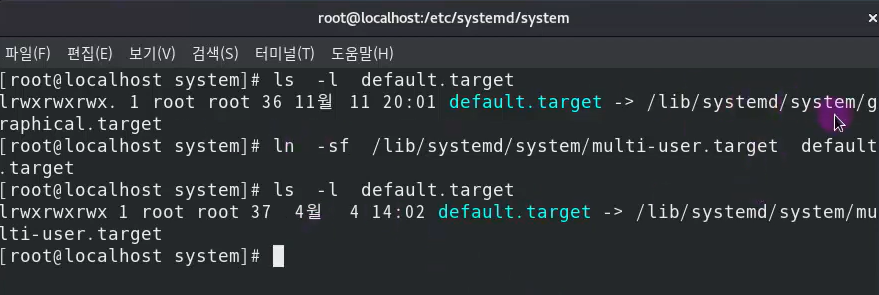 root@localhost:/etc/systemd/system ×
파일(F) 편집(E) 보기(V) 검색(S) 터미널(T) 도움말(H)
[root@localhost system]# ls  -l  default.target
lrwxrwxrwx. 1 root root 36 11월  11 20:01 default.target -> /lib/systemd/system/g
raphical.target
[root@localhost system]# ln  -sf  /lib/systemd/system/multi-user.target  default
.target
[root@localhost system]# ls  -l  default.target
lrwxrwxrwx 1 root root 37  4월   4 14:02 default.target -> /lib/systemd/system/mu
lti-user.target
[root@localhost system]#